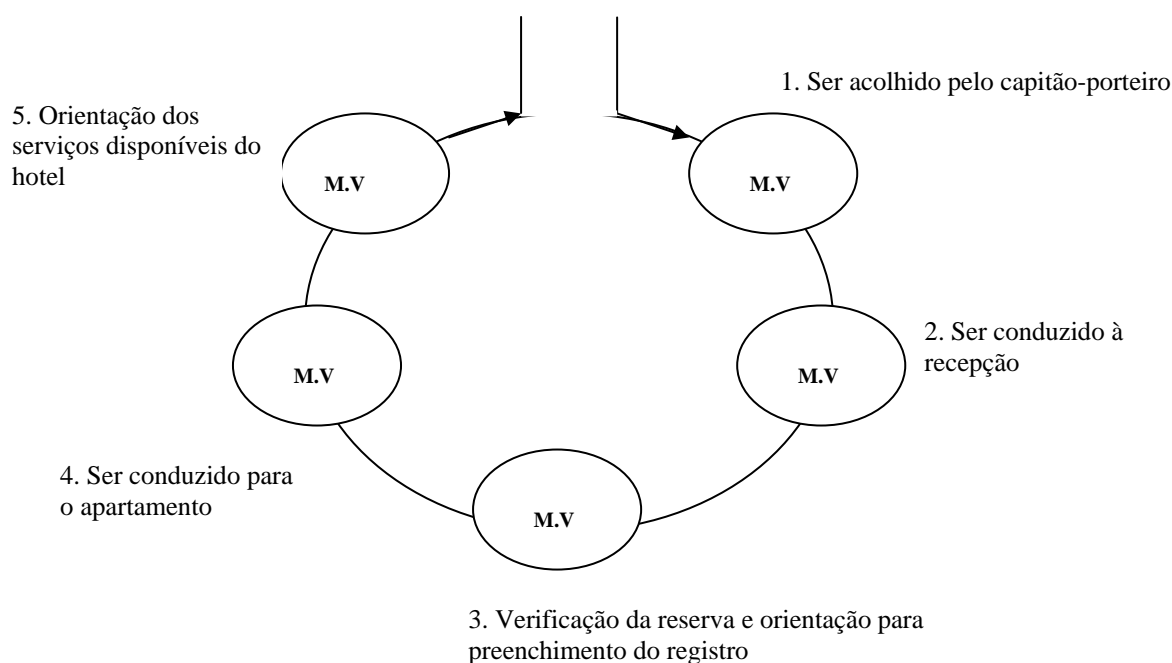 1. Ser acolhido pelo capitão-porteiro
5. Orientação dos
serviços disponíveis do
hotel
M.V
M.V
2. Ser conduzido à
recepção
M.V
M.V
4. Ser conduzido para
o apartamento
M.V
3. Verificação da reserva e orientação para
preenchimento do registro